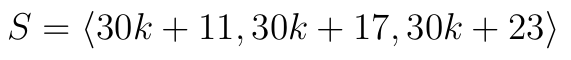 S = ⟨30k + 11, 30k + 17, 30k + 23⟩